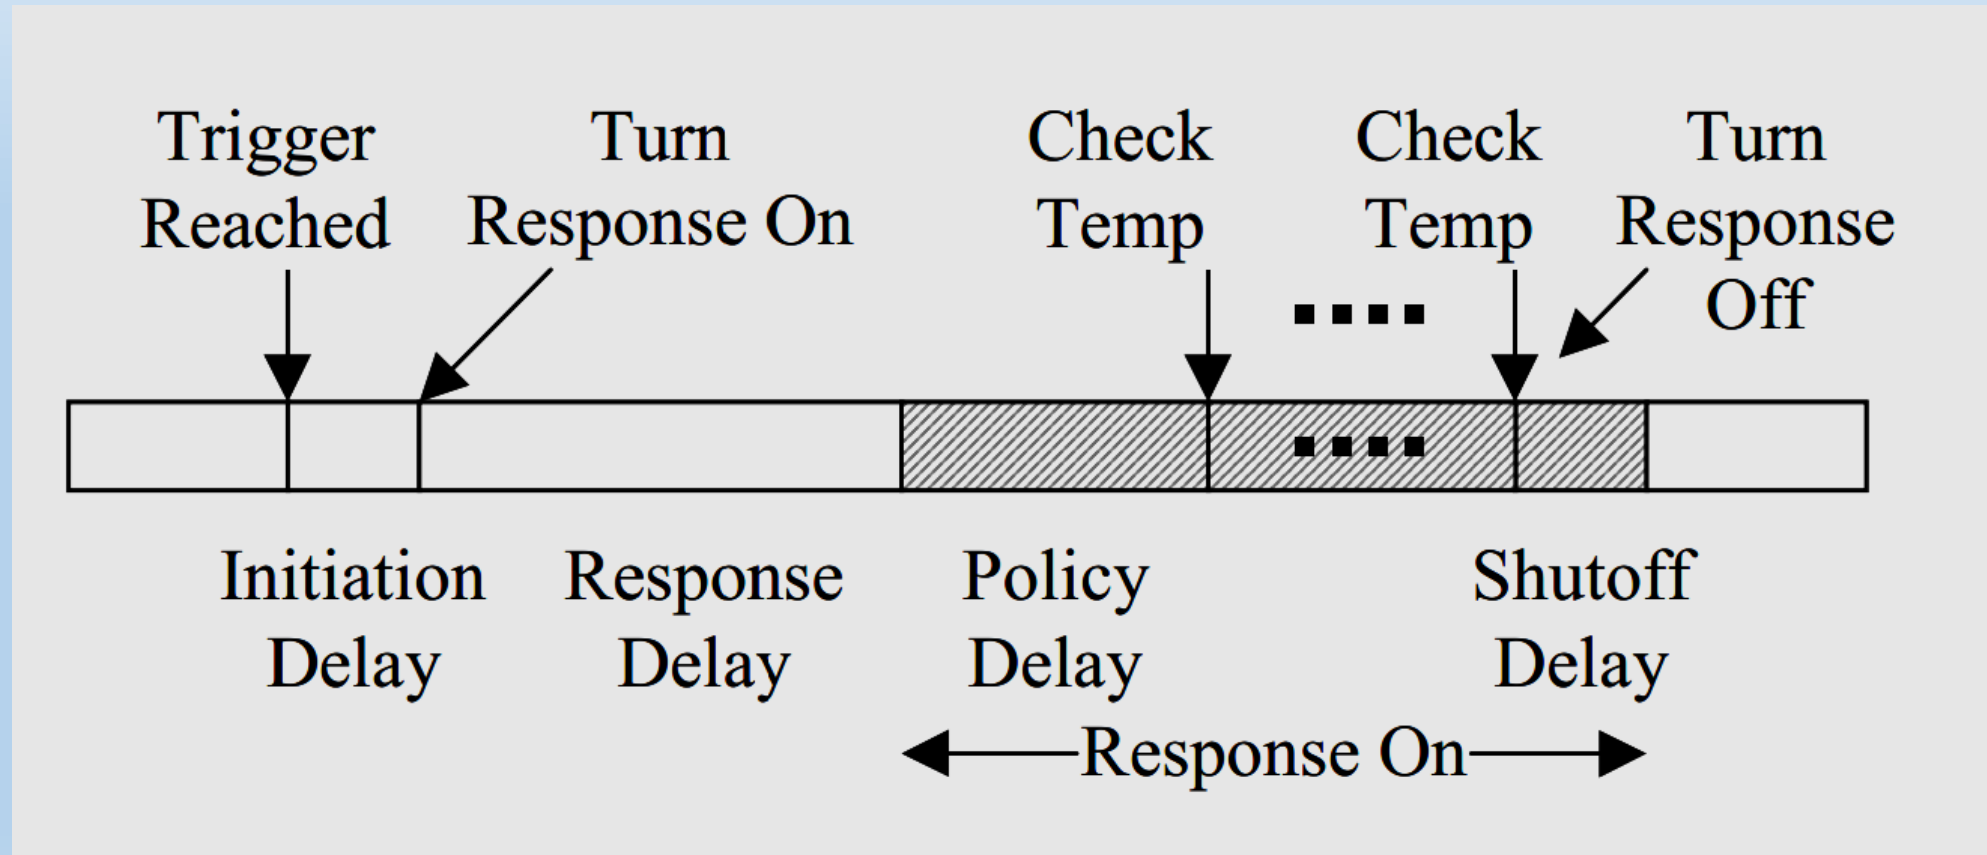 Trigger
Reached
Turn
Response On
Check
Temp
Check
Temp
Turn
Response
Off
Initiation
Delay
Response
Delay
Policy
Delay
Shutoff
Delay
Response On